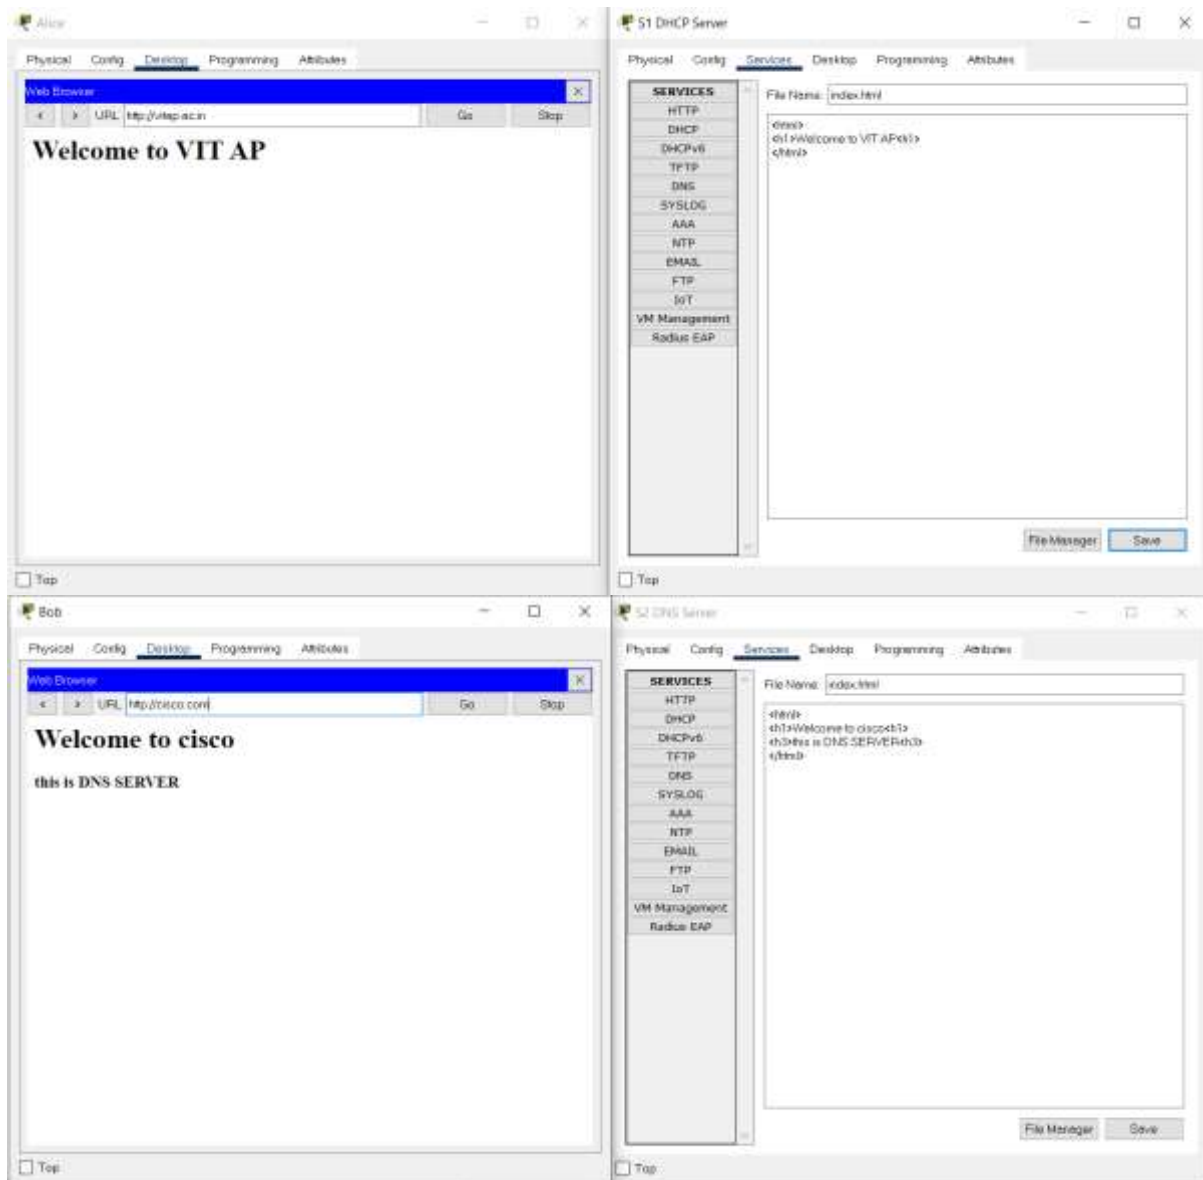 Alice
Physical Config Desktop Programming Attributes
Web Browser X
< > URL http://vitap.ac.in Go Stop
Welcome to VIT AP
Top
S1 DHCP Server
Physical Config Services Desktop Programming Attributes
SERVICES
HTTP
DHCP
DHCPv6
TFTP
DNS
SYSLOG
AAA
NTP
EMAIL
FTP
IoT
VM Management
Radius EAP
File Name: index.html
<html>
<h1>Welcome to VIT AP<h1>
</html>
File Manager Save
Top
Bob
Physical Config Desktop Programming Attributes
Web Browser X
< > URL http://cisco.com Go Stop
Welcome to cisco
this is DNS SERVER
Top
S2 DNS Server
Physical Config Services Desktop Programming Attributes
SERVICES
HTTP
DHCP
DHCPv6
TFTP
DNS
SYSLOG
AAA
NTP
EMAIL
FTP
IoT
VM Management
Radius EAP
File Name: index.html
<html>
<h1>Welcome to cisco<h1>
<h3>this is DNS SERVER<h3>
</html>
File Manager Save
Top